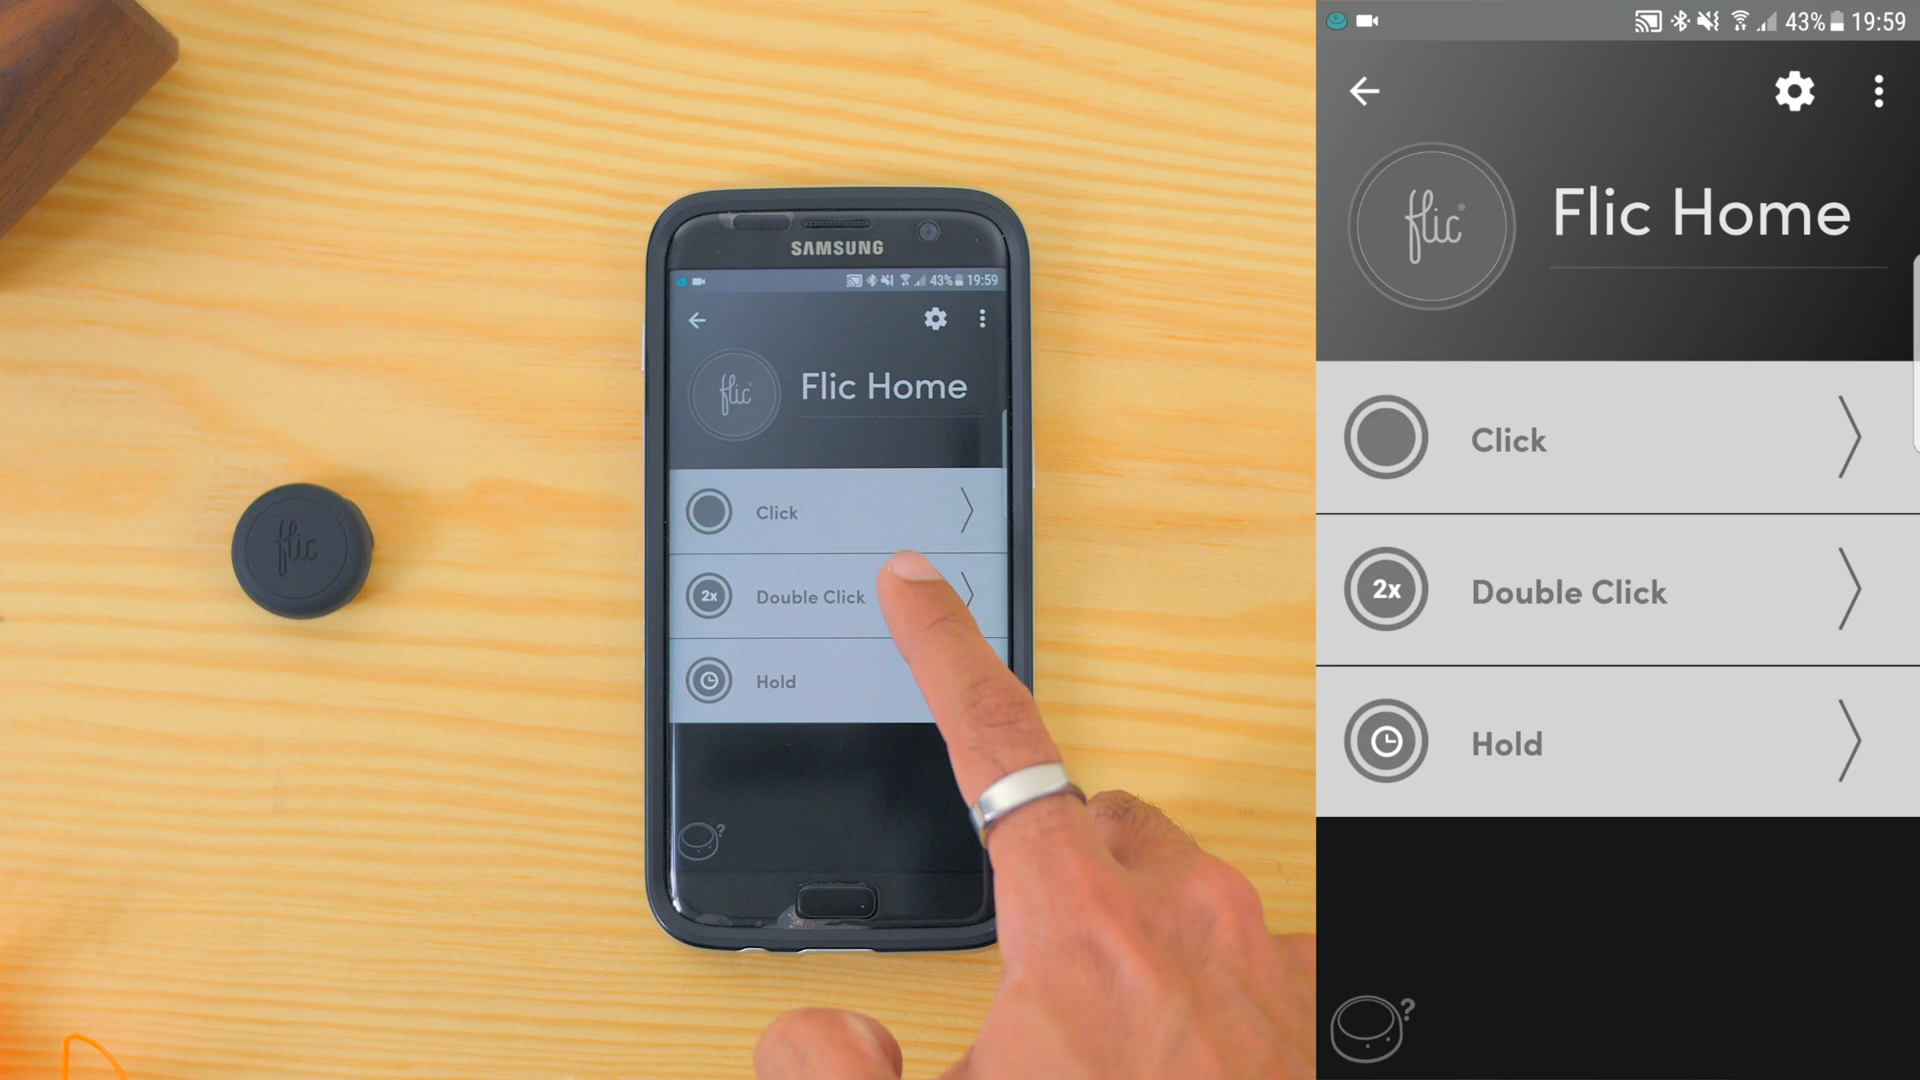 flic
SAMSUNG
43% 19:59
flic
Flic Home
Click
2x Double Click
Hold
?
43% 19:59
flic®
Flic Home
Click
2x Double Click
Hold
?